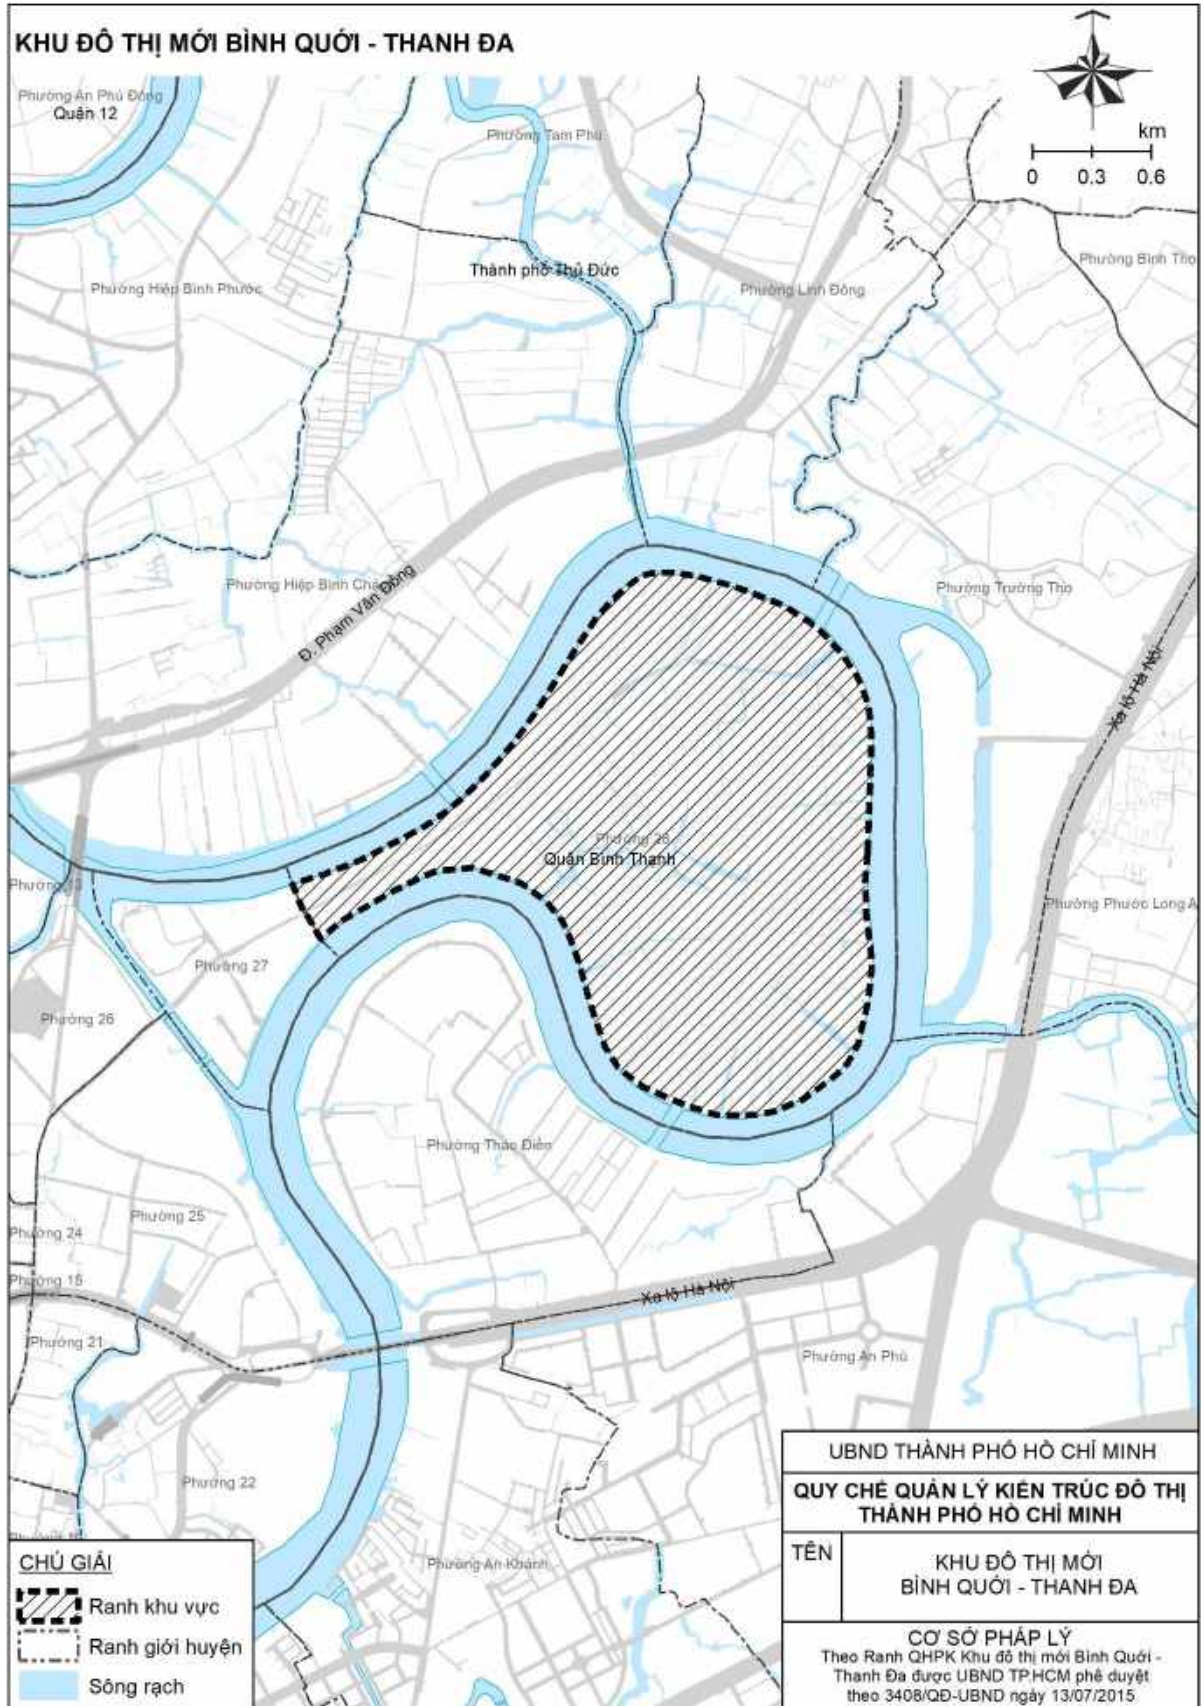 KHU ĐÔ THỊ MỚI BÌNH QUỚI - THANH ĐA
km
0 0.3 0.6
Phường An Phú Đông
Quận 12
Phường Tam Phú
Thành phố Thủ Đức
Phường Bình Thọ
Phường Hiệp Bình Phước
Phường Linh Đông
Phường Hiệp Bình Chá
Đ. Phạm Văn Đồng
Phường Trường Thọ
Xa lộ Hà Nội
Phường 28
Quận Bình Thạnh
Phường 13
Phường Phước Long A
Phường 27
Phường 26
Phường Thảo Điền
Phường 25
Phường 24
Phường 15
Xa lộ Hà Nội
Phường 21
Phường An Phú
Phường 22
Phường An Khánh
CHÚ GIẢI
Ranh khu vực
Ranh giới huyện
Sông rạch
UBND THÀNH PHỐ HỒ CHÍ MINH
QUY CHẾ QUẢN LÝ KIẾN TRÚC ĐÔ THỊ
THÀNH PHỐ HỒ CHÍ MINH
TÊN
KHU ĐÔ THỊ MỚI
BÌNH QUỚI - THANH ĐA
CƠ SỞ PHÁP LÝ
Theo Ranh QHPK Khu đô thị mới Bình Quới -
Thanh Đa được UBND TP.HCM phê duyệt
theo 3408/QĐ-UBND ngày 13/07/2015